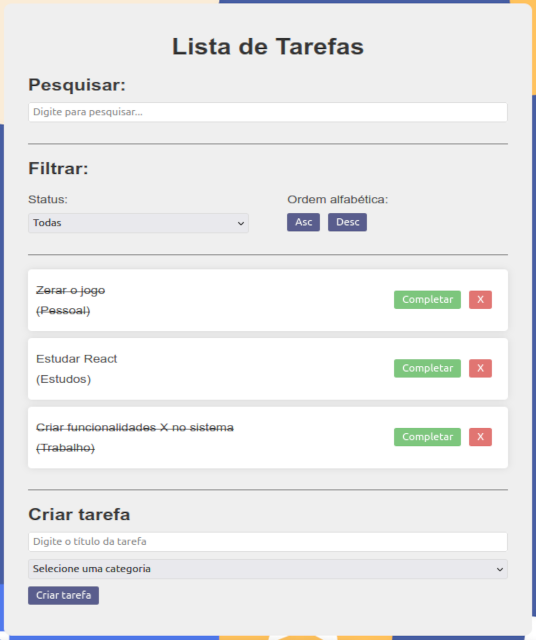 Lista de Tarefas
Pesquisar:
Digite para pesquisar...
Filtrar:
Status:
Todas
Ordem alfabética:
Asc Desc
Zerar o jogo
(Pessoal)
Completar X
Estudar React
(Estudos)
Completar X
Criar funcionalidades X no sistema
(Trabalho)
Completar X
Criar tarefa
Digite o título da tarefa
Selecione uma categoria
Criar tarefa